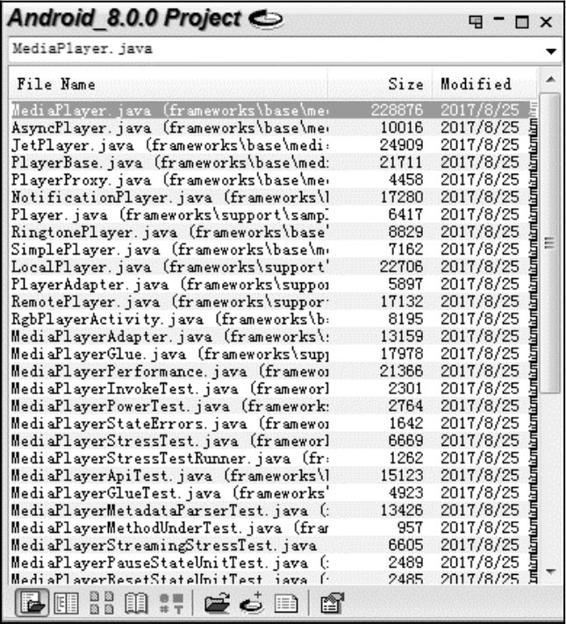 Android_8.0.0 Project
MediaPlayer.java
File Name Size Modified
MediaPlayer.java (frameworks\base\me 228876 2017/8/25
AsyncPlayer.java (frameworks\base\me 10016 2017/8/25
JetPlayer.java (frameworks\base\medi 24909 2017/8/25
PlayerBase.java (frameworks\base\med 21711 2017/8/25
PlayerProxy.java (frameworks\base\me 4458 2017/8/25
NotificationPlayer.java (frameworks\ 17280 2017/8/25
Player.java (frameworks\support\samp 6417 2017/8/25
RingtonePlayer.java (frameworks\base 8829 2017/8/25
SimplePlayer.java (frameworks\base\m 7162 2017/8/25
LocalPlayer.java (frameworks\support 22706 2017/8/25
PlayerAdapter.java (frameworks\suppo 5897 2017/8/25
RemotePlayer.java (frameworks\suppor 17132 2017/8/25
RgbPlayerActivity.java (frameworks\b 8195 2017/8/25
MediaPlayerAdapter.java (frameworks\ 13159 2017/8/25
MediaPlayerGlue.java (frameworks\sup 17978 2017/8/25
MediaPlayerPerformance.java (framewo 21366 2017/8/25
MediaPlayerInvokeTest.java (framewor 2301 2017/8/25
MediaPlayerPowerTest.java (framework 2764 2017/8/25
MediaPlayerStateErrors.java (framewo 1642 2017/8/25
MediaPlayerStressTest.java (framewor 6669 2017/8/25
MediaPlayerStressTestRunner.java (fr 1262 2017/8/25
MediaPlayerApiTest.java (frameworks\ 15123 2017/8/25
MediaPlayerGlueTest.java (frameworks 4923 2017/8/25
MediaPlayerMetadataParserTest.java ( 13426 2017/8/25
MediaPlayerMethodUnderTest.java (fra 957 2017/8/25
MediaPlayerStreamingStressTest.java 6605 2017/8/25
MediaPlayerPauseStateUnitTest.java ( 2489 2017/8/25
MediaPlayerResetStateUnitTest.java ( 2485 2017/8/25